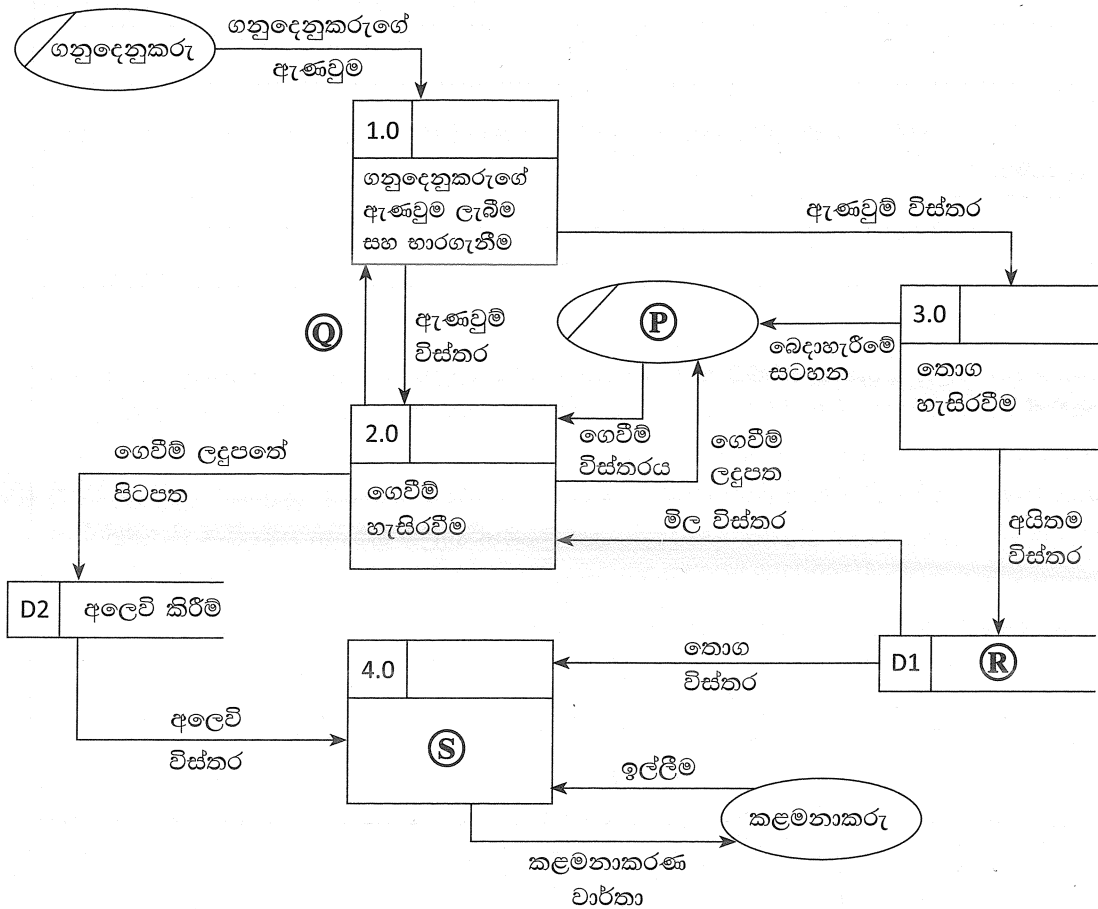 ගනුදෙනුකරු
ගනුදෙනුකරුගේ
ඇණවුම
1.0
ගනුදෙනුකරුගේ
ඇණවුම ලැබීම
සහ භාරගැනීම
ඇණවුම් විස්තර
Q
ඇණවුම්
විස්තර
P
බෙදාහැරීමේ
සටහන
3.0
තොග
හැසිරවීම
2.0
ගෙවීම්
හැසිරවීම
ගෙවීම්
විස්තරය
ගෙවීම්
ලදුපත
ගෙවීම් ලදුපතේ
පිටපත
මිල විස්තර
අයිතම
විස්තර
D2
අලෙවි කිරීම්
4.0
S
තොග
විස්තර
D1
R
අලෙවි
විස්තර
ඉල්ලීම
කළමනාකරු
කළමනාකරණ
වාර්තා